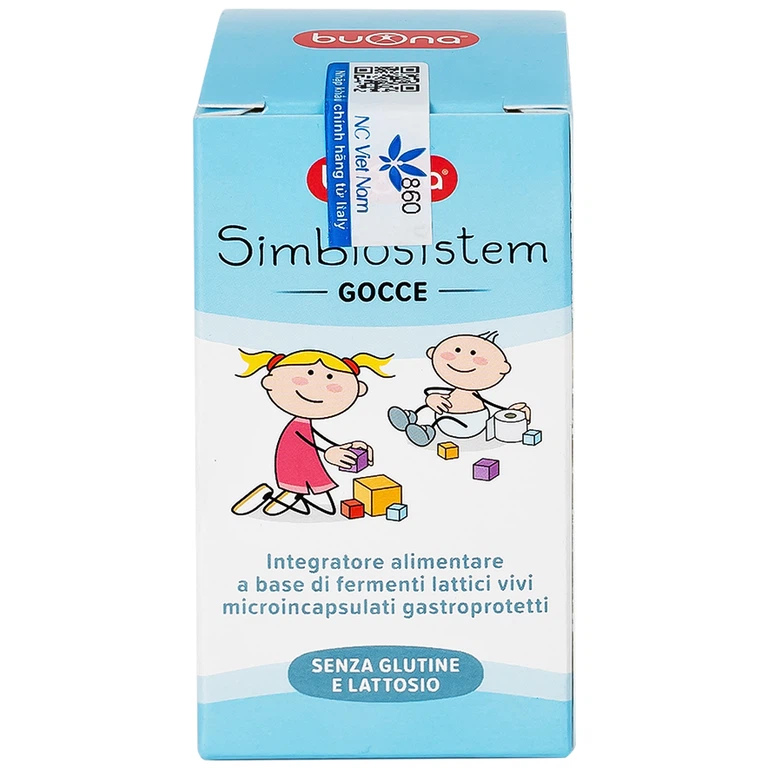 buona
Nhập khẩu
chính hãng từ Italy
NC Việt Nam
860
Simbiosistem
GOCCE
Integratore alimentare
a base di fermenti lattici vivi
microincapsulati gastroprotetti
SENZA GLUTINE
E LATTOSIO